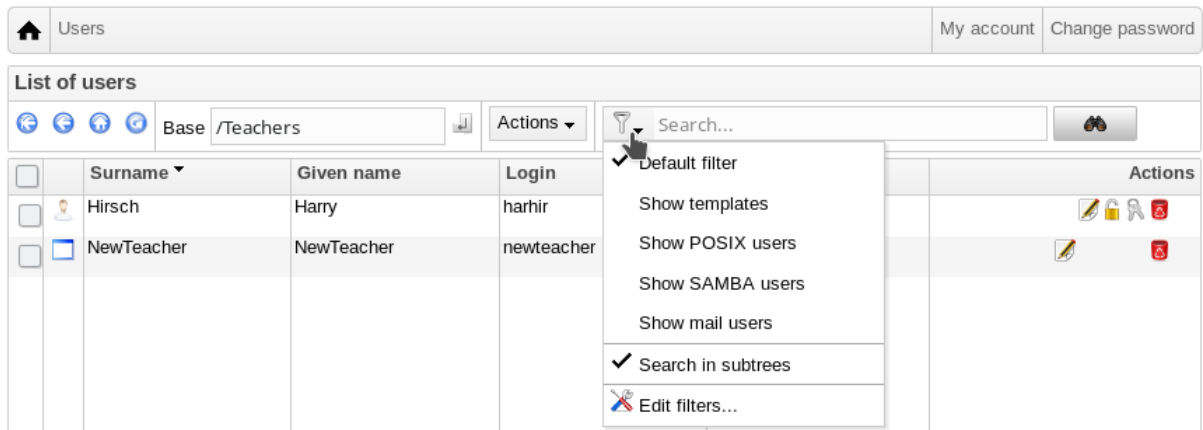 Users My account Change password
List of users
Base /Teachers Actions Search...
Surname Given name Login Actions
Default filter
Hirsch Harry harhir
Show templates
Show POSIX users
NewTeacher NewTeacher newteacher
Show SAMBA users
Show mail users
Search in subtrees
Edit filters...